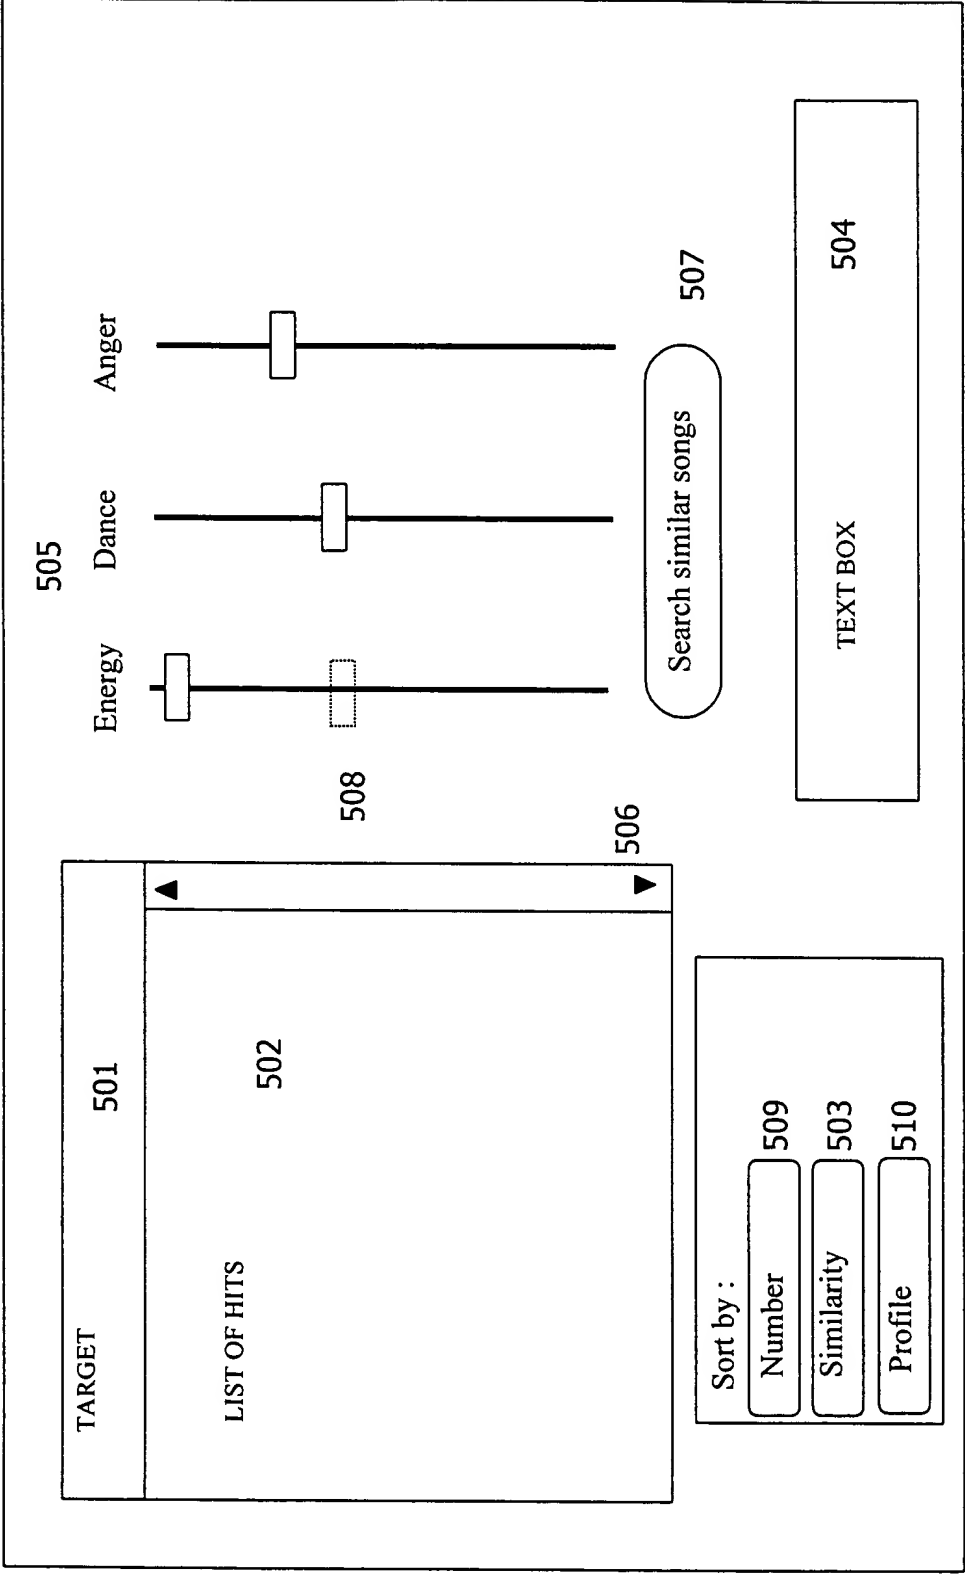 TARGET
501
LIST OF HITS
502
506
505
Energy Dance Anger
508
Search similar songs
507
TEXT BOX
504
Sort by :
Number 509
Similarity 503
Profile 510